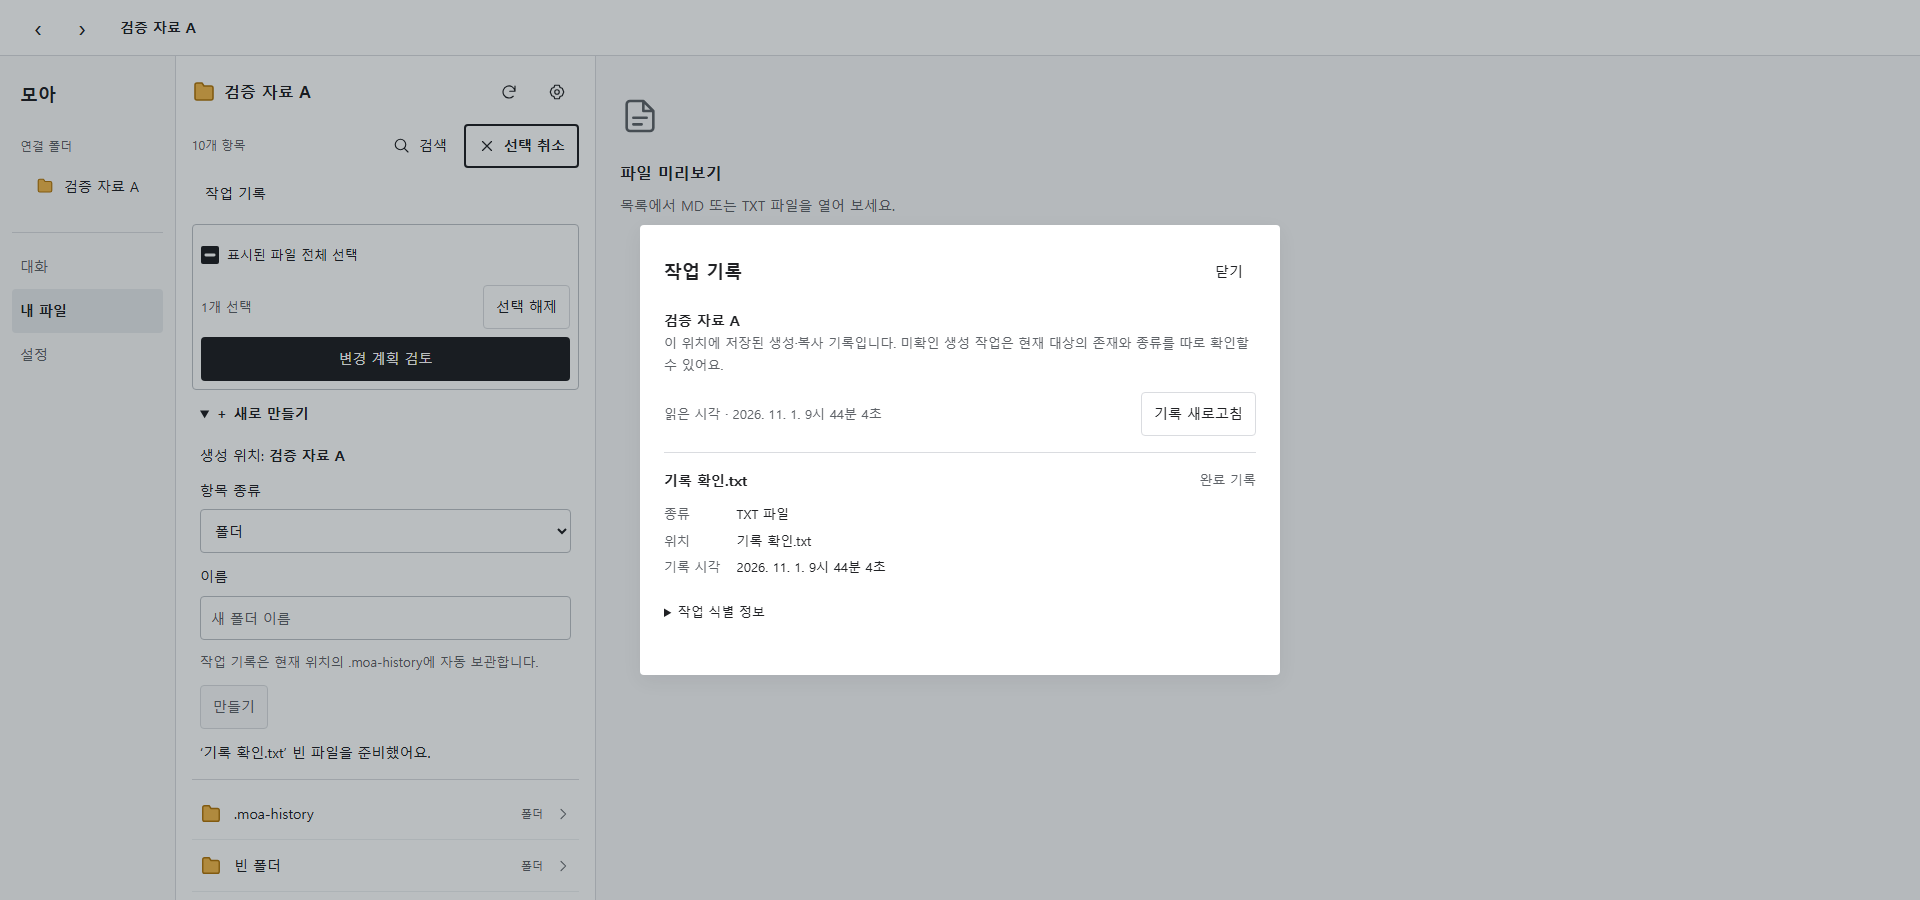 검증 자료 A
모아
연결 폴더
검증 자료 A
대화
내 파일
설정
검증 자료 A
10개 항목
검색
선택 취소
작업 기록
표시된 파일 전체 선택
1개 선택
선택 해제
변경 계획 검토
+ 새로 만들기
생성 위치: 검증 자료 A
항목 종류
폴더
이름
새 폴더 이름
작업 기록은 현재 위치의 .moa-history에 자동 보관합니다.
만들기
‘기록 확인.txt’ 빈 파일을 준비했어요.
.moa-history
폴더
빈 폴더
폴더
파일 미리보기
목록에서 MD 또는 TXT 파일을 열어 보세요.
작업 기록
닫기
검증 자료 A
이 위치에 저장된 생성·복사 기록입니다. 미확인 생성 작업은 현재 대상의 존재와 종류를 따로 확인할
수 있어요.
읽은 시각 · 2026. 11. 1. 9시 44분 4초
기록 새로고침
기록 확인.txt
완료 기록
종류 TXT 파일
위치 기록 확인.txt
기록 시각 2026. 11. 1. 9시 44분 4초
작업 식별 정보